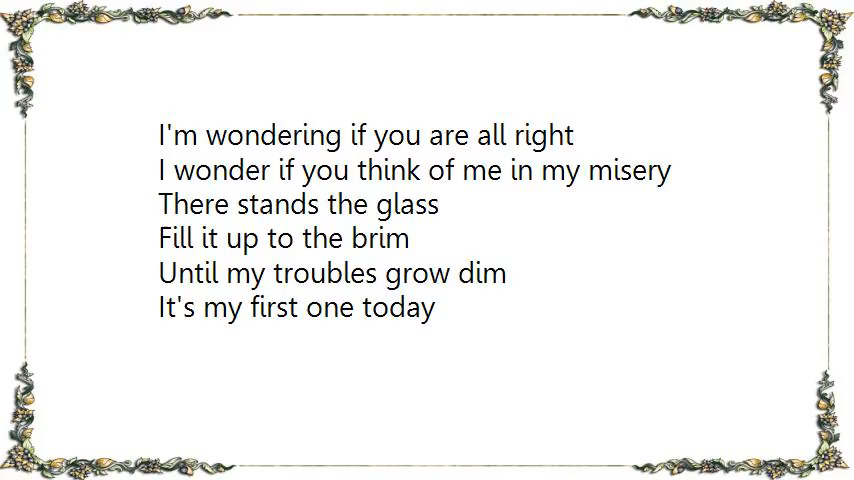 I'm wondering if you are all right
I wonder if you think of me in my misery
There stands the glass
Fill it up to the brim
Until my troubles grow dim
It's my first one today